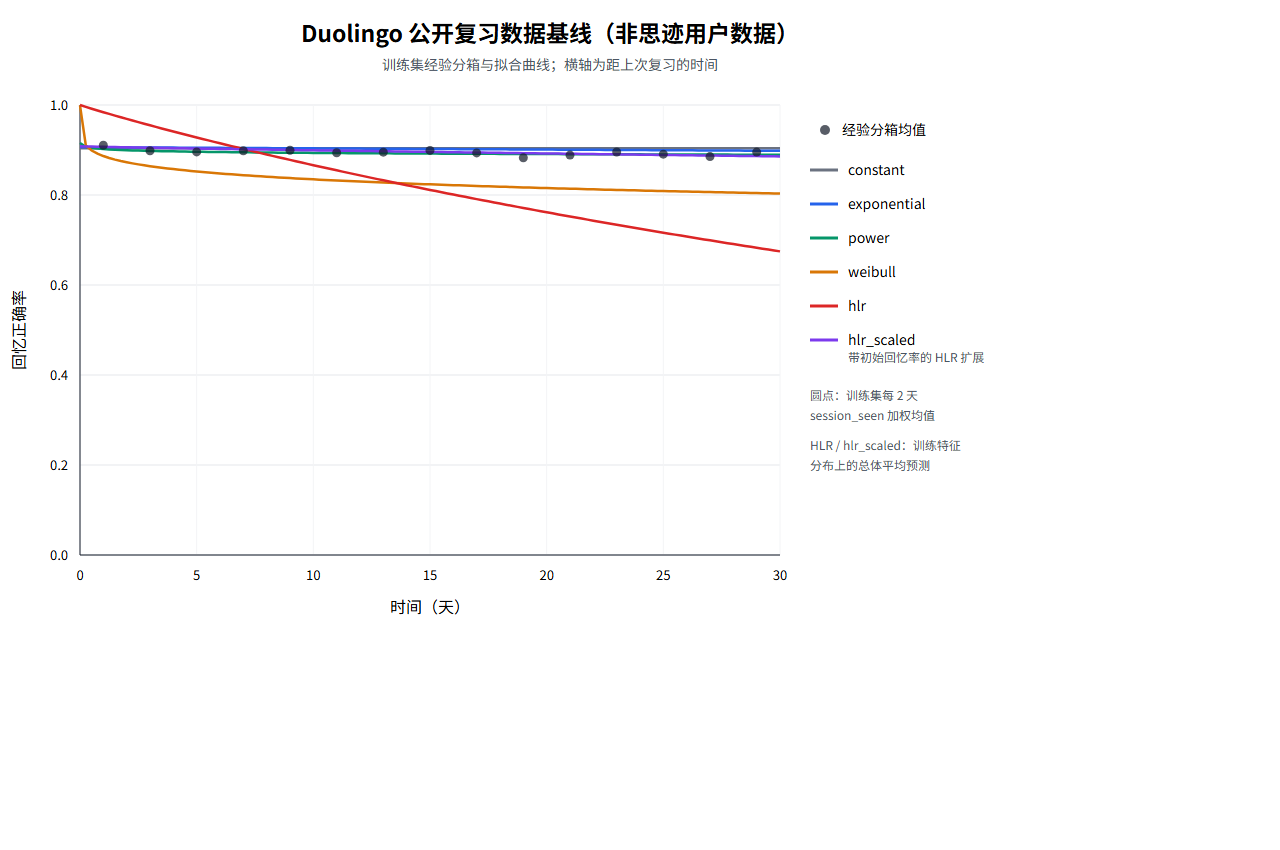 Duolingo 公开复习数据基线（非思迹用户数据）
训练集经验分箱与拟合曲线；横轴为距上次复习的时间
1.0
0.8
0.6
0.4
0.2
0.0
回忆正确率
0 5 10 15 20 25 30
时间（天）
经验分箱均值
constant
exponential
power
weibull
hlr
hlr_scaled
带初始回忆率的 HLR 扩展
圆点：训练集每 2 天
session_seen 加权均值
HLR / hlr_scaled：训练特征
分布上的总体平均预测